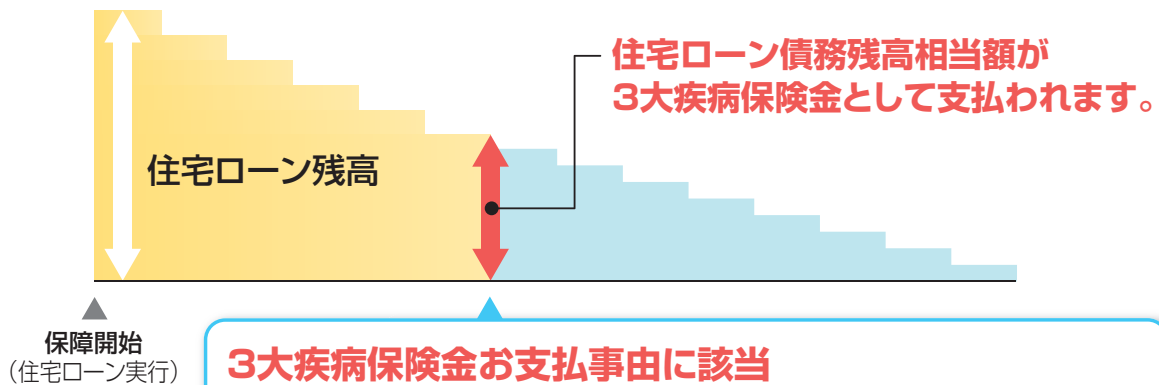 住宅ローン債務残高相当額が
3大疾病保険金として支払われます。
住宅ローン残高
保障開始
（住宅ローン実行）
3大疾病保険金お支払事由に該当